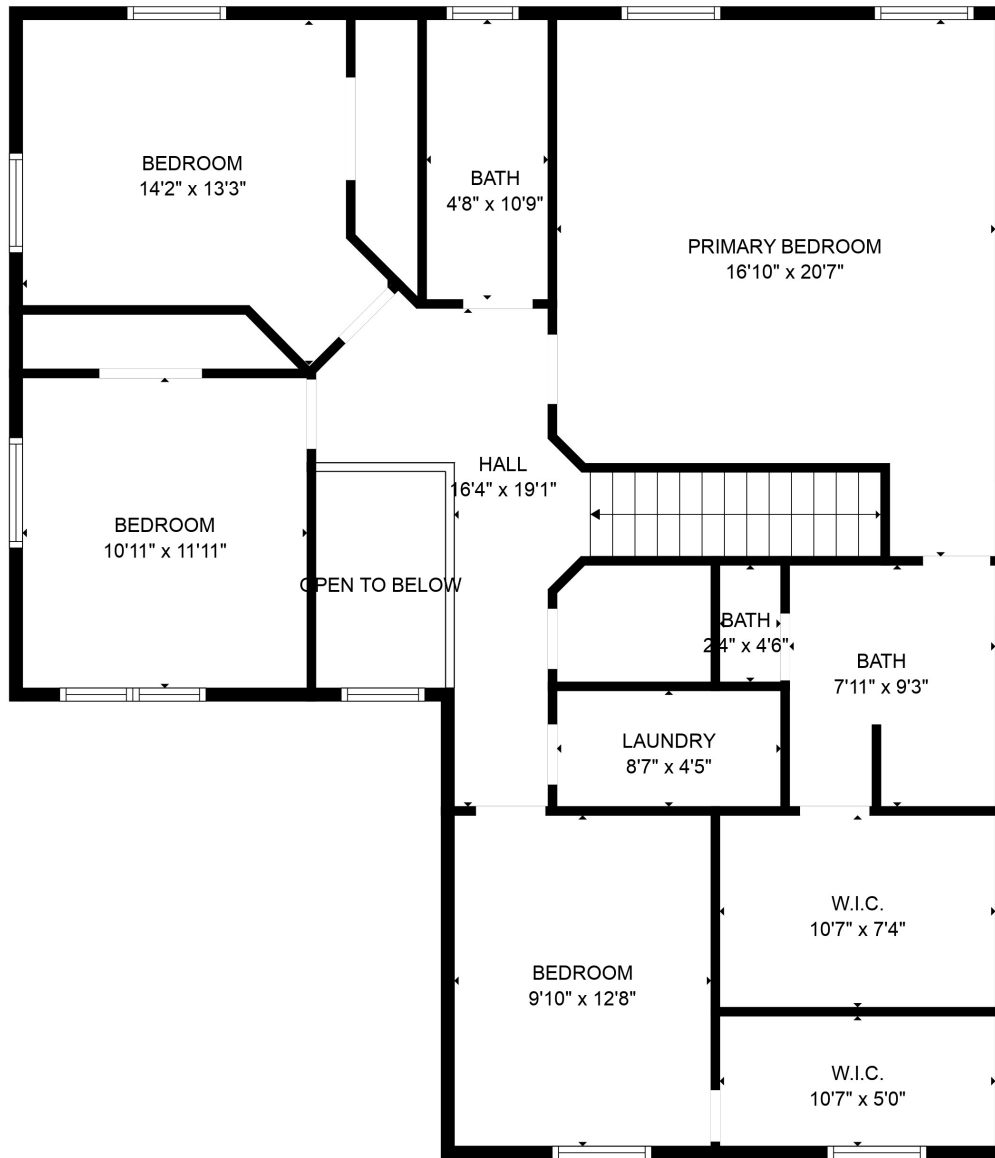 BEDROOM
14'2" x 13'3"
BATH
4'8" x 10'9"
PRIMARY BEDROOM
16'10" x 20'7"
HALL
16'4" x 19'1"
BEDROOM
10'11" x 11'11"
OPEN TO BELOW
BATH
2'4" x 4'6"
BATH
7'11" x 9'3"
LAUNDRY
8'7" x 4'5"
W.I.C.
10'7" x 7'4"
BEDROOM
9'10" x 12'8"
W.I.C.
10'7" x 5'0"